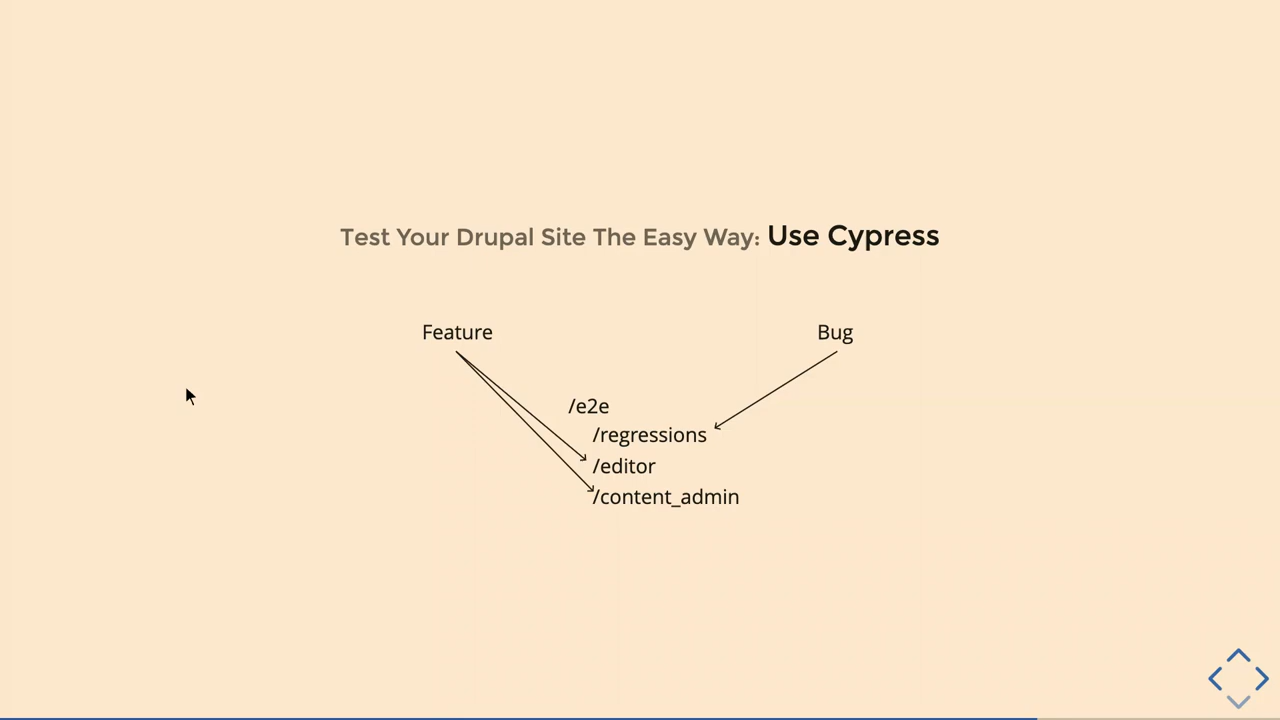 Test Your Drupal Site The Easy Way: Use Cypress
Feature
Bug
/e2e
/regressions
/editor
/content_admin